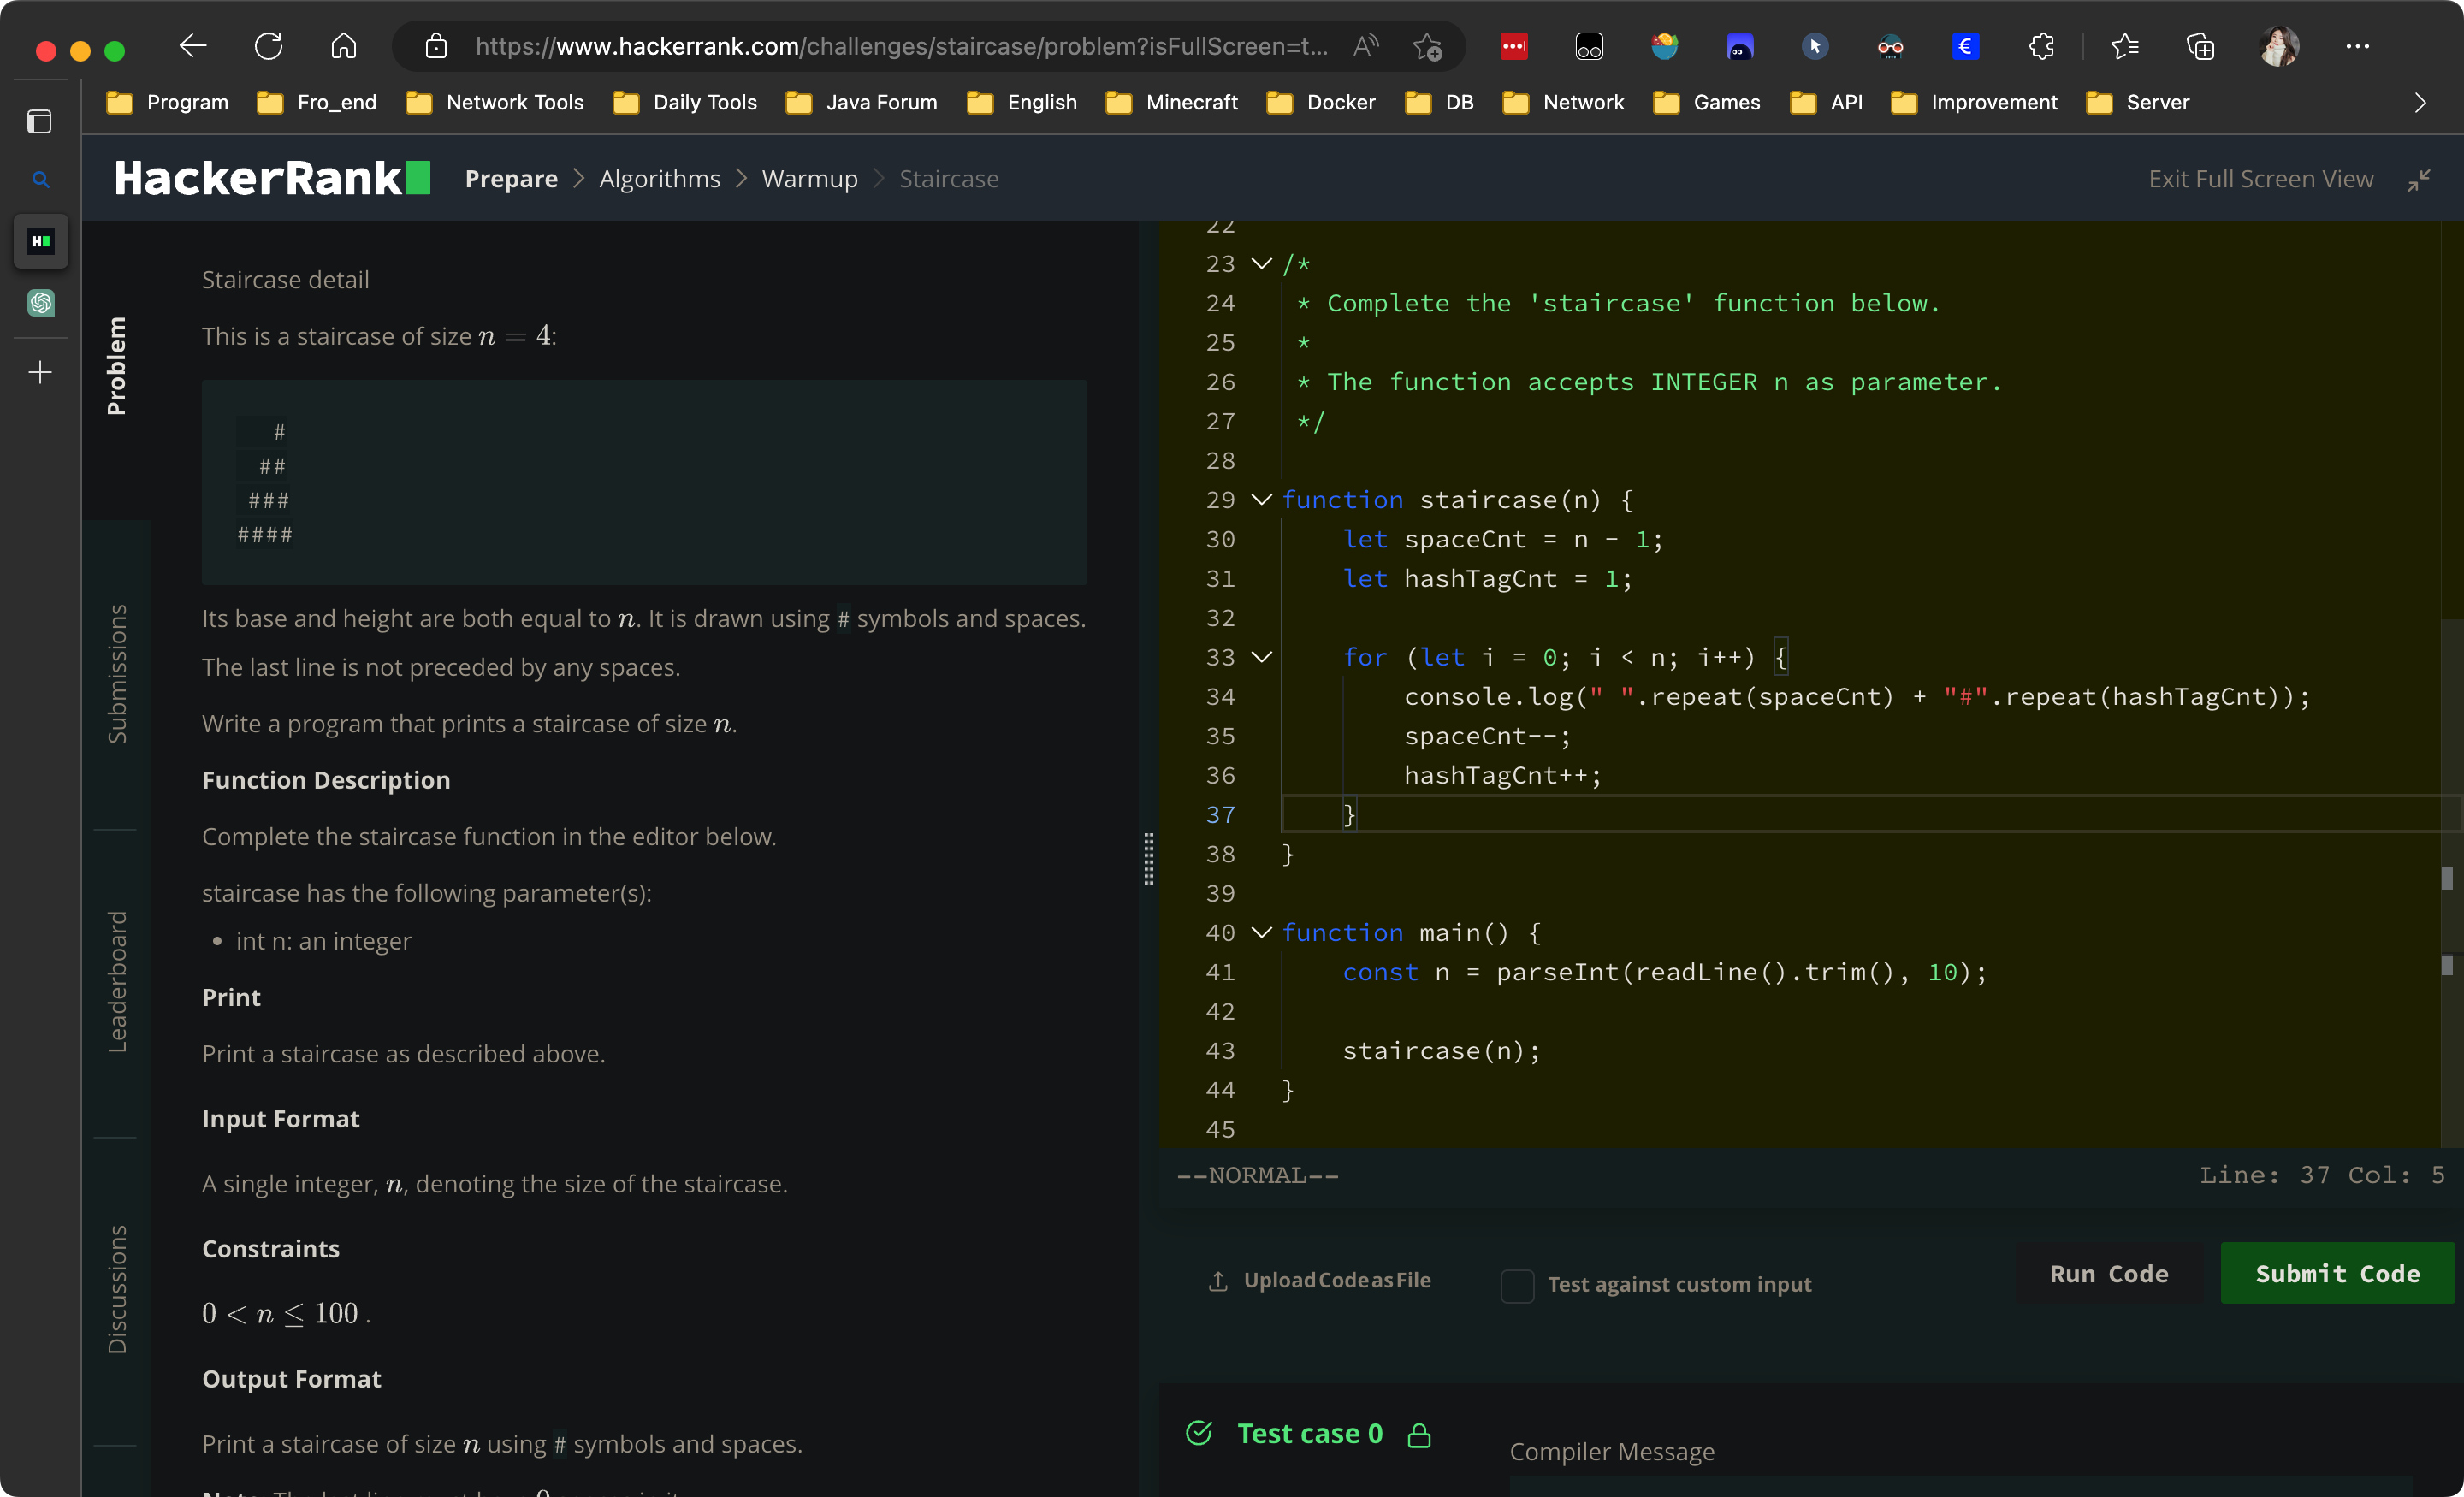 https://www.hackerrank.com/challenges/staircase/problem?isFullScreen=t...
Program Fro_end Network Tools Daily Tools Java Forum English Minecraft Docker DB Network Games API Improvement Server
HackerRank Prepare > Algorithms > Warmup > Staircase Exit Full Screen View
Problem
Submissions
Leaderboard
Discussions
Staircase detail
This is a staircase of size n = 4:
   #
  ##
 ###
####
Its base and height are both equal to n. It is drawn using # symbols and spaces.
The last line is not preceded by any spaces.
Write a program that prints a staircase of size n.
Function Description
Complete the staircase function in the editor below.
staircase has the following parameter(s):
• int n: an integer
Print
Print a staircase as described above.
Input Format
A single integer, n, denoting the size of the staircase.
Constraints
0 < n ≤ 100 .
Output Format
Print a staircase of size n using # symbols and spaces.
22
23 /*
24  * Complete the 'staircase' function below.
25  *
26  * The function accepts INTEGER n as parameter.
27  */
28
29 function staircase(n) {
30     let spaceCnt = n - 1;
31     let hashTagCnt = 1;
32
33     for (let i = 0; i < n; i++) {
34         console.log(" ".repeat(spaceCnt) + "#".repeat(hashTagCnt));
35         spaceCnt--;
36         hashTagCnt++;
37     }
38 }
39
40 function main() {
41     const n = parseInt(readLine().trim(), 10);
42
43     staircase(n);
44 }
45
--NORMAL-- Line: 37 Col: 5
Upload Code as File Test against custom input Run Code Submit Code
Test case 0
Compiler Message